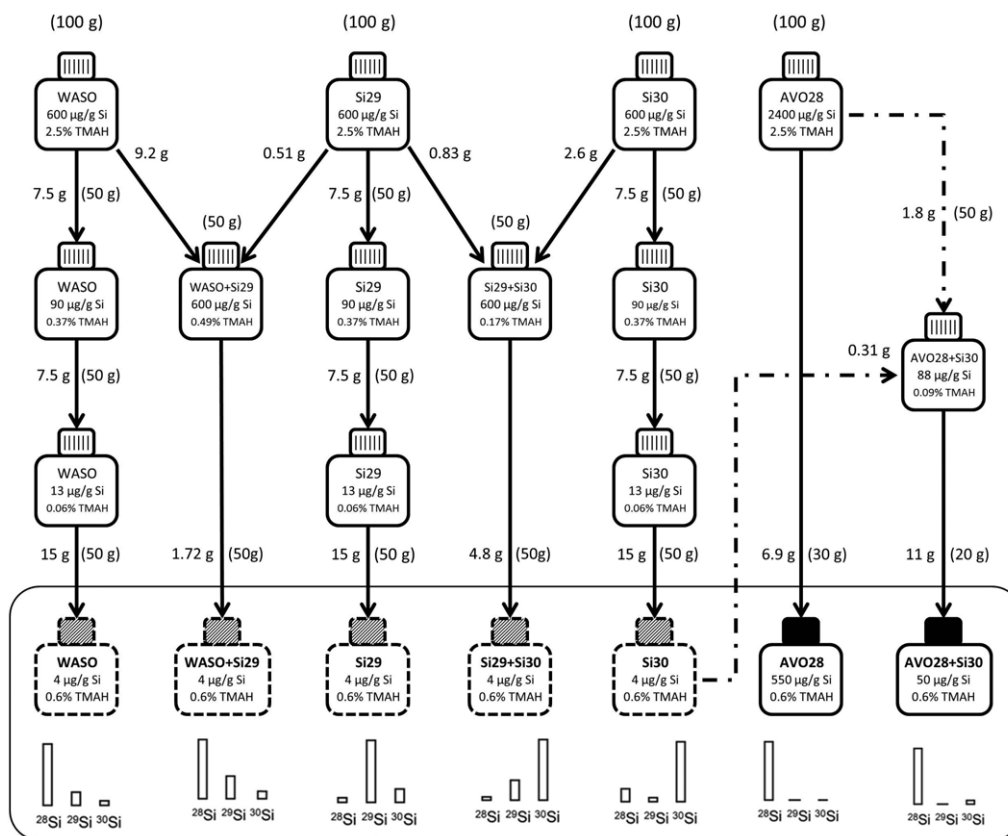 (100 g) (100 g) (100 g) (100 g)
WASO Si29 Si30 AVO28
600 µg/g Si 600 µg/g Si 600 µg/g Si 2400 µg/g Si
2.5% TMAH 2.5% TMAH 2.5% TMAH 2.5% TMAH
9.2 g 0.51 g 0.83 g 2.6 g
7.5 g (50 g) 7.5 g (50 g) 7.5 g (50 g) 1.8 g (50 g)
(50 g) (50 g)
WASO WASO+Si29 Si29 Si29+Si30 Si30
90 µg/g Si 600 µg/g Si 90 µg/g Si 600 µg/g Si 90 µg/g Si
0.37% TMAH 0.49% TMAH 0.37% TMAH 0.17% TMAH 0.37% TMAH
0.31 g AVO28+Si30
88 µg/g Si
0.09% TMAH
7.5 g (50 g) 7.5 g (50 g) 7.5 g (50 g)
WASO Si29 Si30
13 µg/g Si 13 µg/g Si 13 µg/g Si
0.06% TMAH 0.06% TMAH 0.06% TMAH
15 g (50 g) 1.72 g (50g) 15 g (50 g) 4.8 g (50g) 15 g (50 g) 6.9 g (30 g) 11 g (20 g)
WASO WASO+Si29 Si29 Si29+Si30 Si30 AVO28 AVO28+Si30
4 µg/g Si 4 µg/g Si 4 µg/g Si 4 µg/g Si 4 µg/g Si 550 µg/g Si 50 µg/g Si
0.6% TMAH 0.6% TMAH 0.6% TMAH 0.6% TMAH 0.6% TMAH 0.6% TMAH 0.6% TMAH
²⁸Si ²⁹Si ³⁰Si ²⁸Si ²⁹Si ³⁰Si ²⁸Si ²⁹Si ³⁰Si ²⁸Si ²⁹Si ³⁰Si ²⁸Si ²⁹Si ³⁰Si ²⁸Si ²⁹Si ³⁰Si ²⁸Si ²⁹Si ³⁰Si